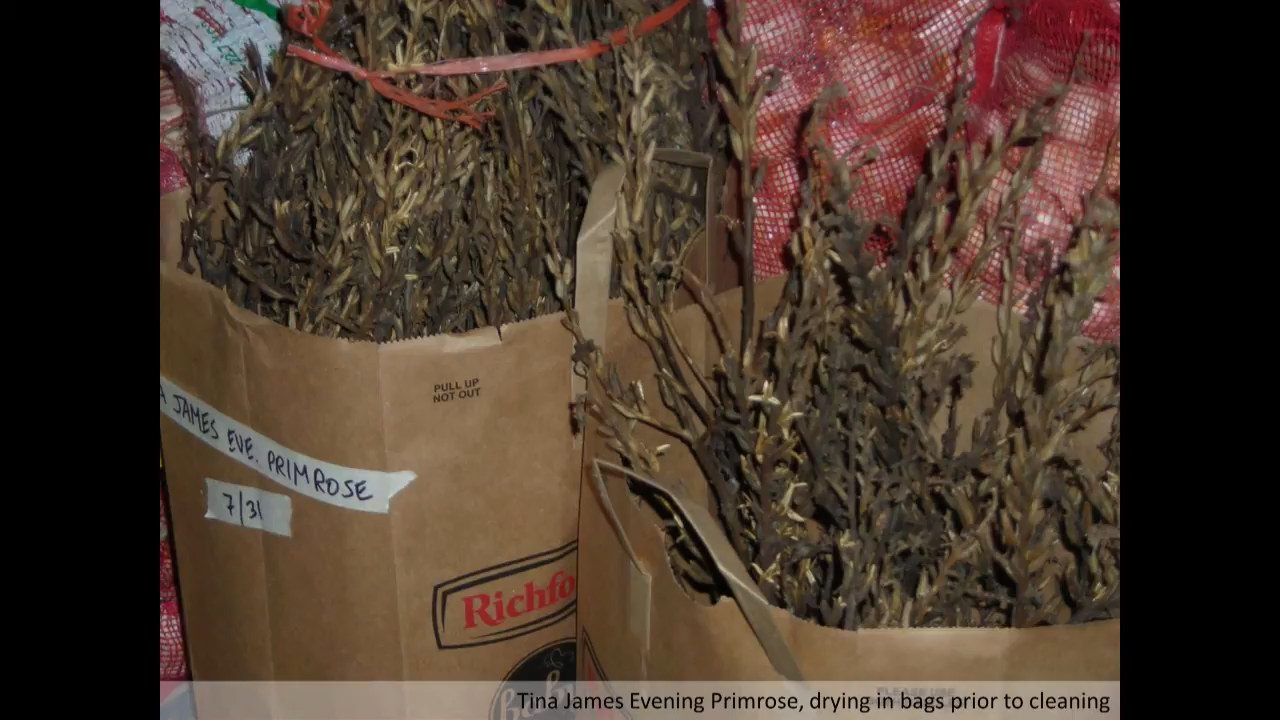 PULL UP
NOT OUT
JAMES EVE. PRIMROSE
7/31
Tina James Evening Primrose, drying in bags prior to cleaning